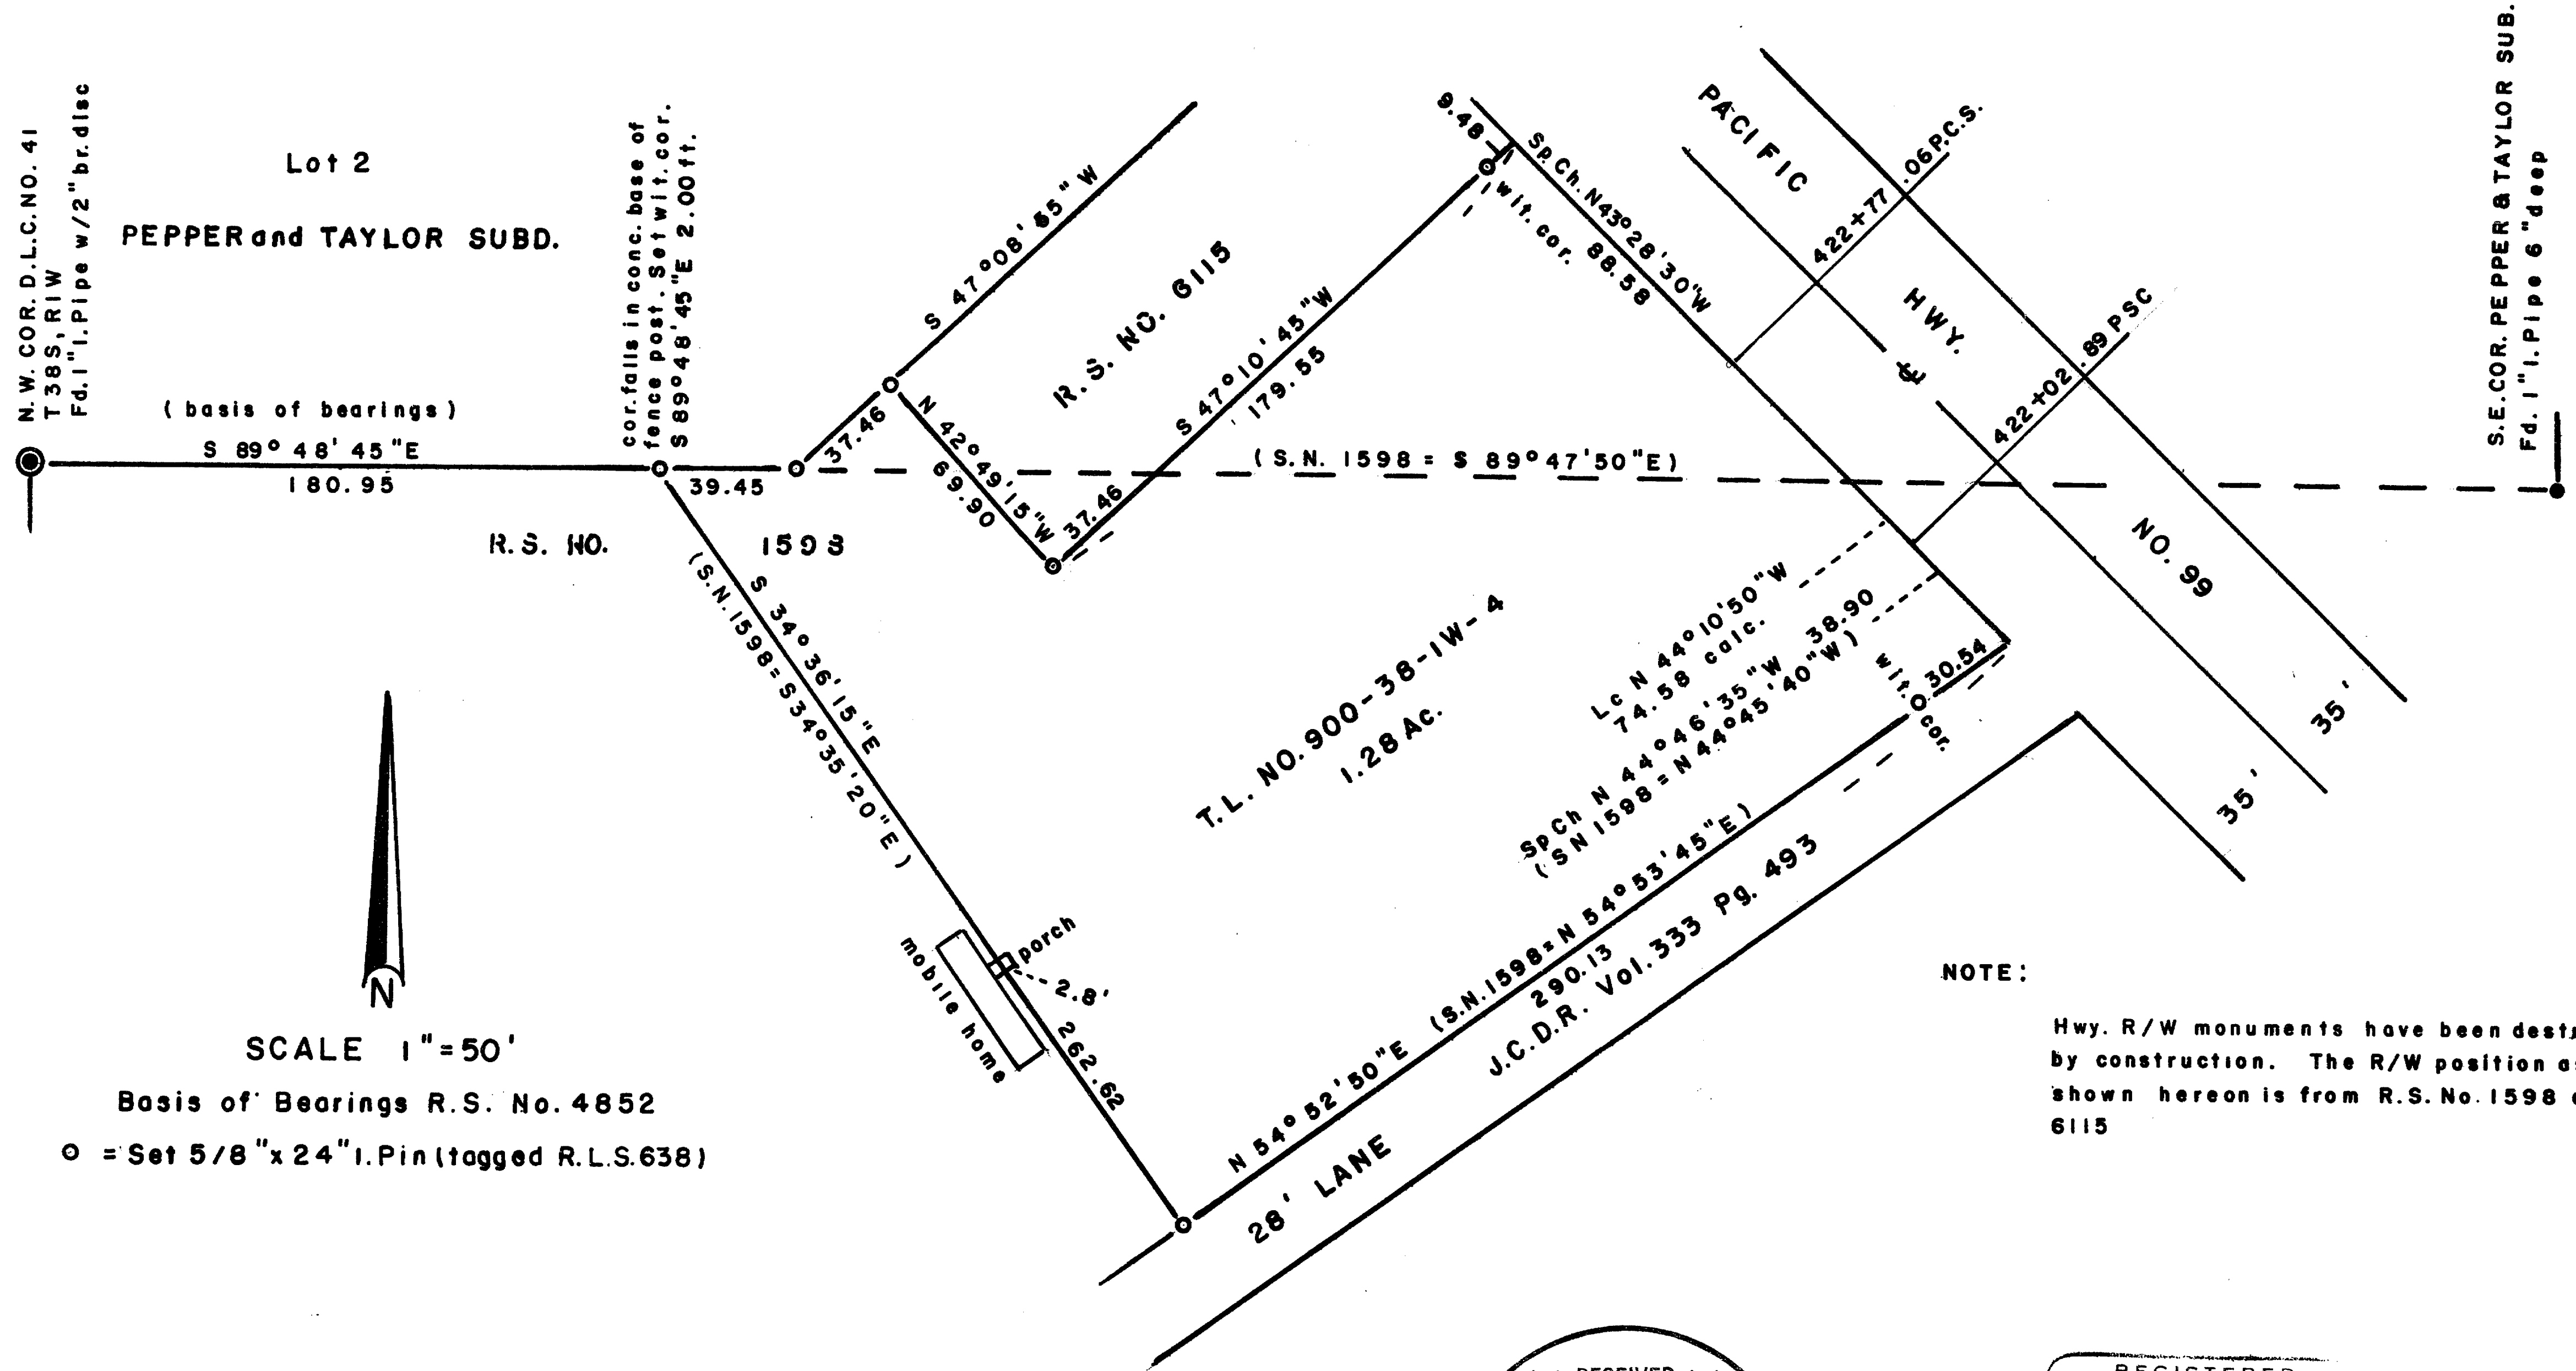 N.W. COR. D.L.C. NO. 41
T38S, R1W
Fd. 1" I. Pipe w/2" br. disc
Lot 2
PEPPER and TAYLOR SUBD.
(basis of bearings)
S 89° 48' 45" E
180.95
cor. falls in conc. base of
fence post. Set wit. cor.
S 89° 48' 45" E 2.00 ft.
39.45
37.46
S 47° 08' 55" W
N 42° 49' 15" W
69.90
R.S. NO. 6115
37.46
S 47° 10' 45" W
179.55
9.48
wit. cor.
Sp. Ch. N 43° 28' 30" W
88.58
PACIFIC
HWY.
NO. 99
℄
422+77.06 P.C.S.
422+02.89 PSC
S.E. COR. PEPPER & TAYLOR SUB.
Fd. 1" I. Pipe 6" deep
(S.N. 1598 = S 89° 47' 50" E)
R.S. NO. 1598
S 34° 36' 15" E
(S.N. 1598 = S 34° 35' 20" E)
T.L. NO. 900-38-1W-4
1.28 Ac.
Lc N 44° 10' 50" W
74.58 calc.
Sp Ch N 44° 46' 35" W 38.90
(SN 1598 = N 44° 45' 40" W)
wit. cor.
30.54
35'
35'
porch
2.8'
mobile home
262.62
N 54° 52' 50" E (S.N. 1598 = N 54° 53' 45" E)
290.13
J.C.D.R. Vol. 333 Pg. 493
28' LANE
N
SCALE 1" = 50'
Basis of Bearings R.S. No. 4852
= Set 5/8" x 24" I. Pin (tagged R.L.S. 638)
NOTE:
Hwy. R/W monuments have been
by construction. The R/W position
shown hereon is from R.S. No. 1598
6115
RECEIVED
REGISTERED